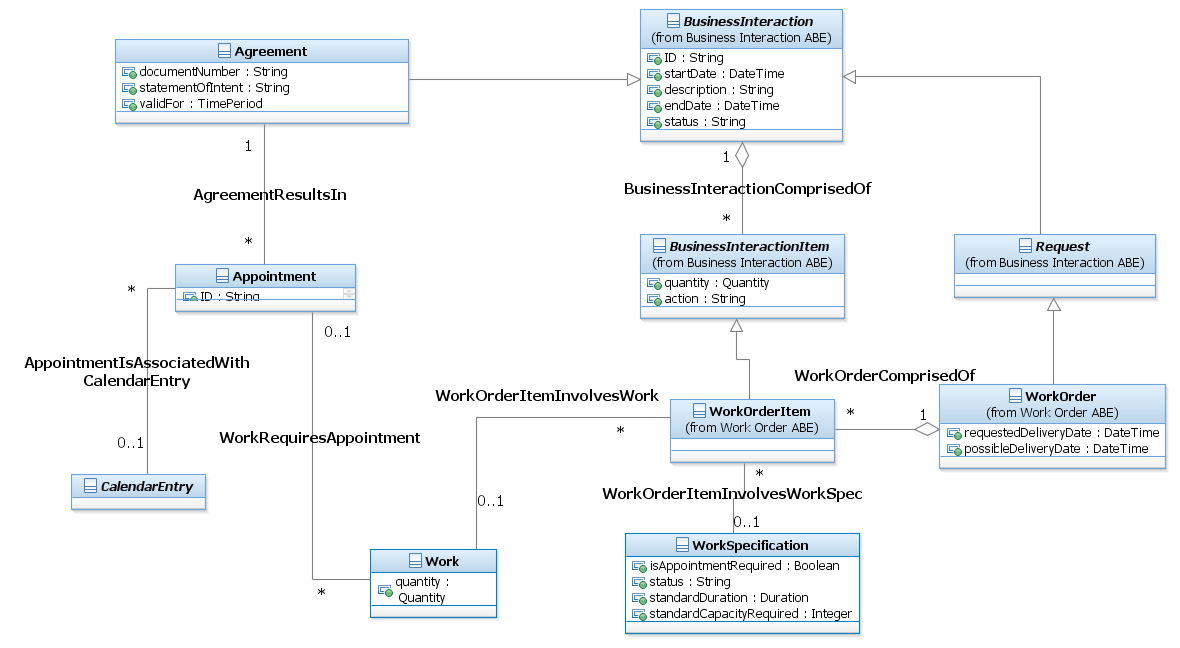 BusinessInteraction
(from Business Interaction ABE)
ID : String
startDate : DateTime
description : String
endDate : DateTime
status : String
Agreement
documentNumber : String
statementOfIntent : String
validFor : TimePeriod
1
AgreementResultsIn
*
1
BusinessInteractionComprisedOf
*
BusinessInteractionItem
(from Business Interaction ABE)
quantity : Quantity
action : String
Request
(from Business Interaction ABE)
Appointment
ID : String
*
0..1
AppointmentIsAssociatedWith
CalendarEntry
0..1
CalendarEntry
WorkRequiresAppointment
*
WorkOrderItemInvolvesWork
*
0..1
WorkOrderComprisedOf
*
1
WorkOrderItem
(from Work Order ABE)
WorkOrder
(from Work Order ABE)
requestedDeliveryDate : DateTime
possibleDeliveryDate : DateTime
*
WorkOrderItemInvolvesWorkSpec
0..1
Work
quantity :
Quantity
WorkSpecification
isAppointmentRequired : Boolean
status : String
standardDuration : Duration
standardCapacityRequired : Integer